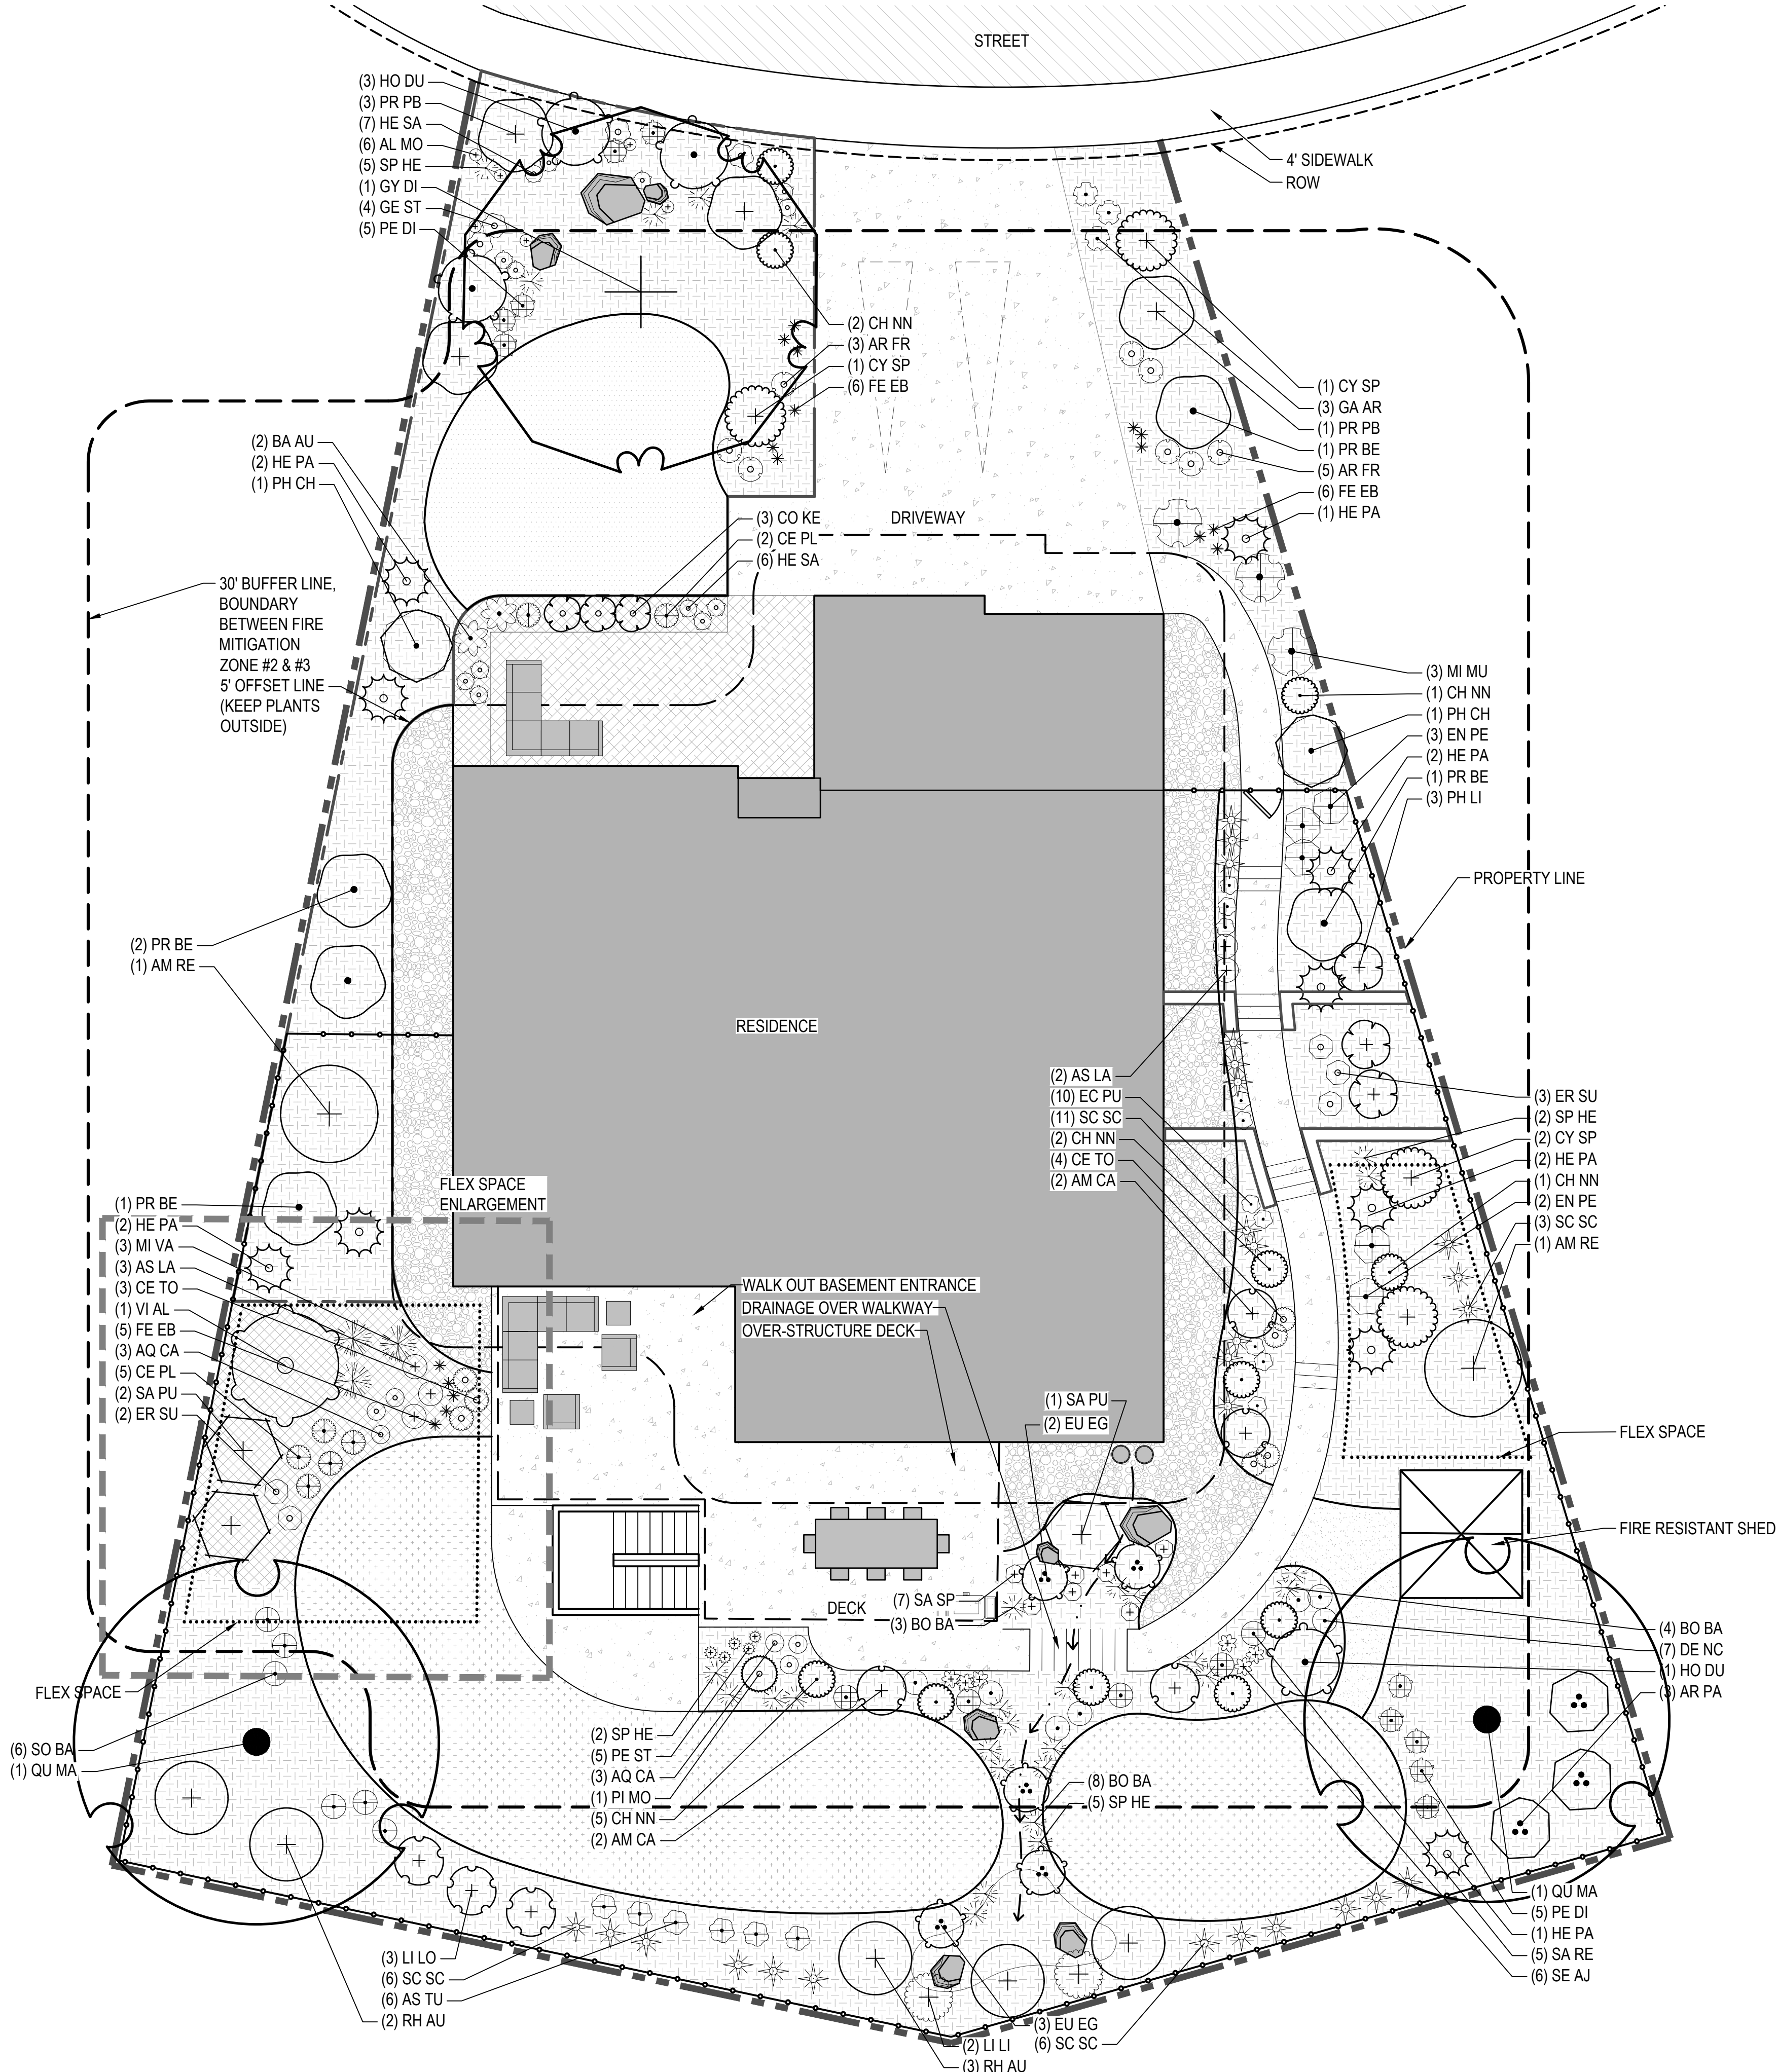 STREET
(3) HO DU
(3) PR PB
(7) HE SA
(6) AL MO
(5) SP HE
(1) GY DI
(4) GE ST
(5) PE DI
4' SIDEWALK
ROW
(2) CH NN
(3) AR FR
(1) CY SP
(6) FE EB
(1) CY SP
(3) GA AR
(1) PR PB
(1) PR BE
(5) AR FR
(6) FE EB
(1) HE PA
(2) BA AU
(2) HE PA
(1) PH CH
(3) CO KE
(2) CE PL
(6) HE SA
DRIVEWAY
30' BUFFER LINE,
BOUNDARY
BETWEEN FIRE
MITIGATION
ZONE #2 & #3
5' OFFSET LINE
(KEEP PLANTS
OUTSIDE)
(3) MI MU
(1) CH NN
(1) PH CH
(3) EN PE
(2) HE PA
(1) PR BE
(3) PH LI
PROPERTY LINE
(2) PR BE
(1) AM RE
RESIDENCE
(2) AS LA
(10) EC PU
(11) SC SC
(2) CH NN
(4) CE TO
(2) AM CA
(3) ER SU
(2) SP HE
(2) CY SP
(2) HE PA
(1) CH NN
(2) EN PE
(3) SC SC
(1) AM RE
FLEX SPACE
ENLARGEMENT
(1) PR BE
(2) HE PA
(3) MI VA
(3) AS LA
(3) CE TO
(1) VI AL
(5) FE EB
(3) AQ CA
(5) CE PL
(2) SA PU
(2) ER SU
WALK OUT BASEMENT ENTRANCE
DRAINAGE OVER WALKWAY
OVER-STRUCTURE DECK
(1) SA PU
(2) EU EG
FLEX SPACE
FIRE RESISTANT SHED
(7) SA SP
(3) BO BA
DECK
(4) BO BA
(7) DE NC
(1) HO DU
(3) AR PA
FLEX SPACE
(6) SO BA
(1) QU MA
(2) SP HE
(5) PE ST
(3) AQ CA
(1) PI MO
(5) CH NN
(2) AM CA
(8) BO BA
(5) SP HE
(1) QU MA
(5) PE DI
(1) HE PA
(5) SA RE
(6) SE AJ
(3) LI LO
(6) SC SC
(6) AS TU
(2) RH AU
(3) EU EG
(6) SC SC
(2) LI LI
(3) RH AU